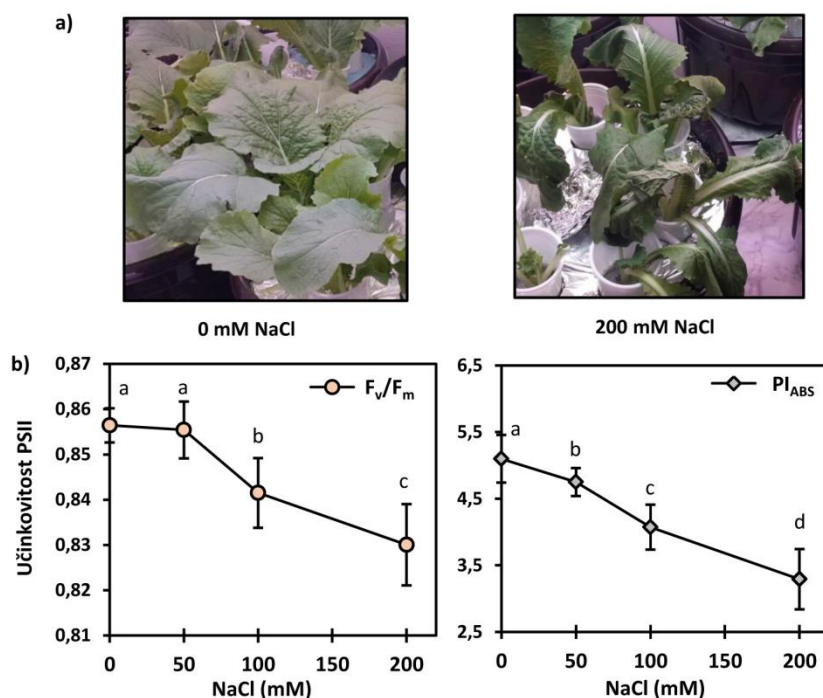 a)
0 mM NaCl
200 mM NaCl
b)
0,87
0,86
0,85
0,84
0,83
0,82
0,81
Učinkovitost PSII
Fv/Fm
a
a
b
c
0 50 100 150 200
NaCl (mM)
6,5
5,5
4,5
3,5
2,5
PIABS
a
b
c
d
0 50 100 150 200
NaCl (mM)